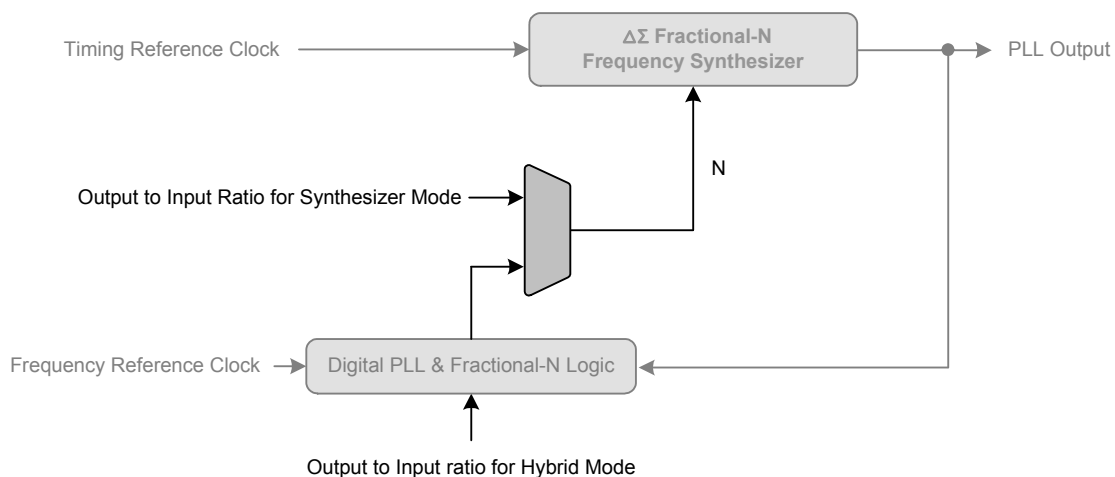 Timing Reference Clock
ΔΣ Fractional-N
Frequency Synthesizer
PLL Output
N
Output to Input Ratio for Synthesizer Mode
Frequency Reference Clock
Digital PLL & Fractional-N Logic
Output to Input ratio for Hybrid Mode